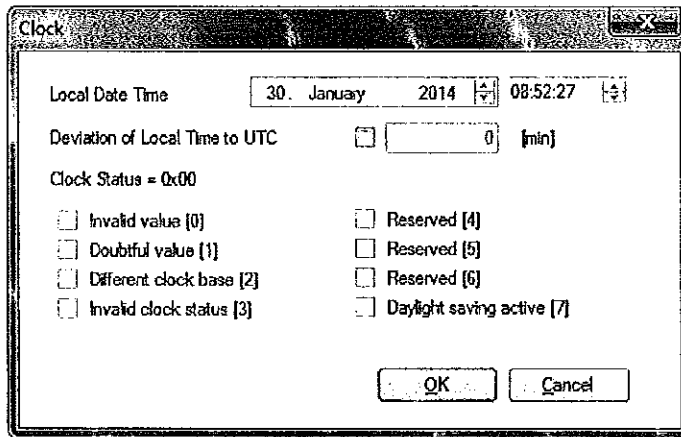 Clock
Local Date Time 30. January 2014 08:52:27
Deviation of Local Time to UTC 0 [min]
Clock Status = 0x00
Invalid value [0] Reserved [4]
Doubtful value [1] Reserved [5]
Different clock base [2] Reserved [6]
Invalid clock status [3] Daylight saving active [7]
OK Cancel